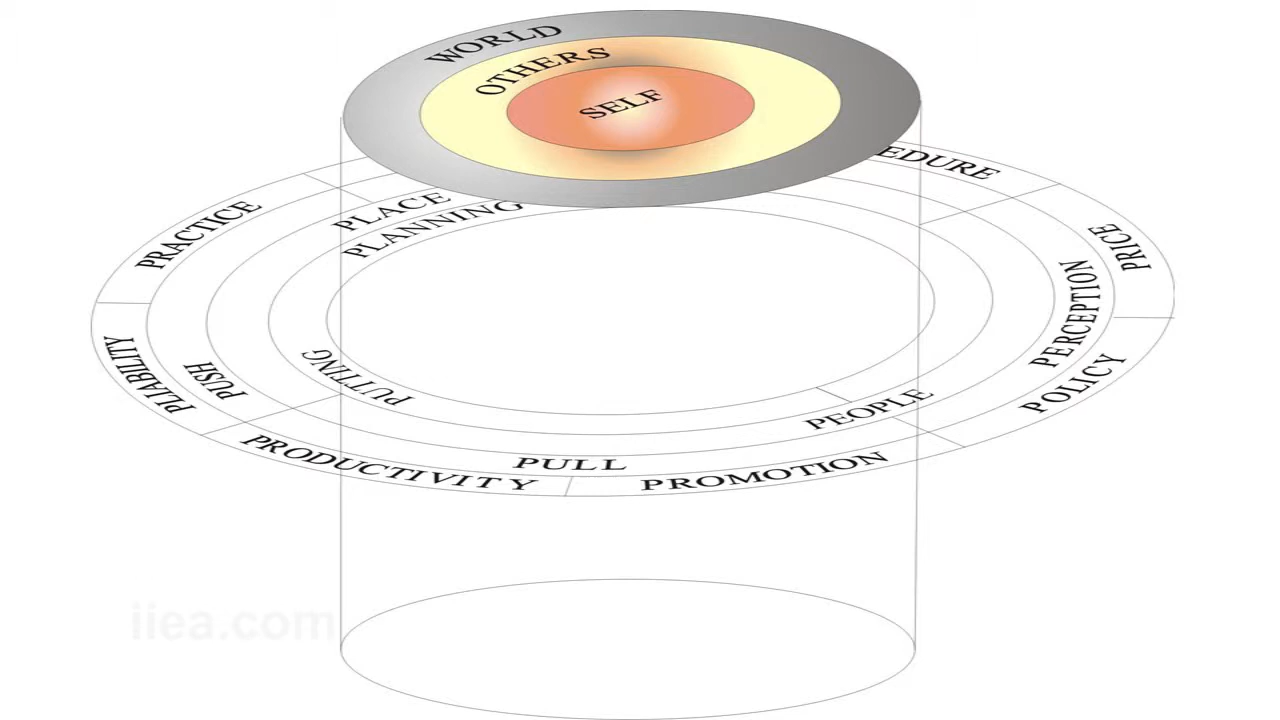 WORLD
OTHERS
SELF
EDURE
PLACE
PLANNING
PRACTICE
PRICE
PERCEPTION
PLIABILITY
PUSH
PUTTING
POLICY
PEOPLE
PULL
PRODUCTIVITY
PROMOTION
iiea.com